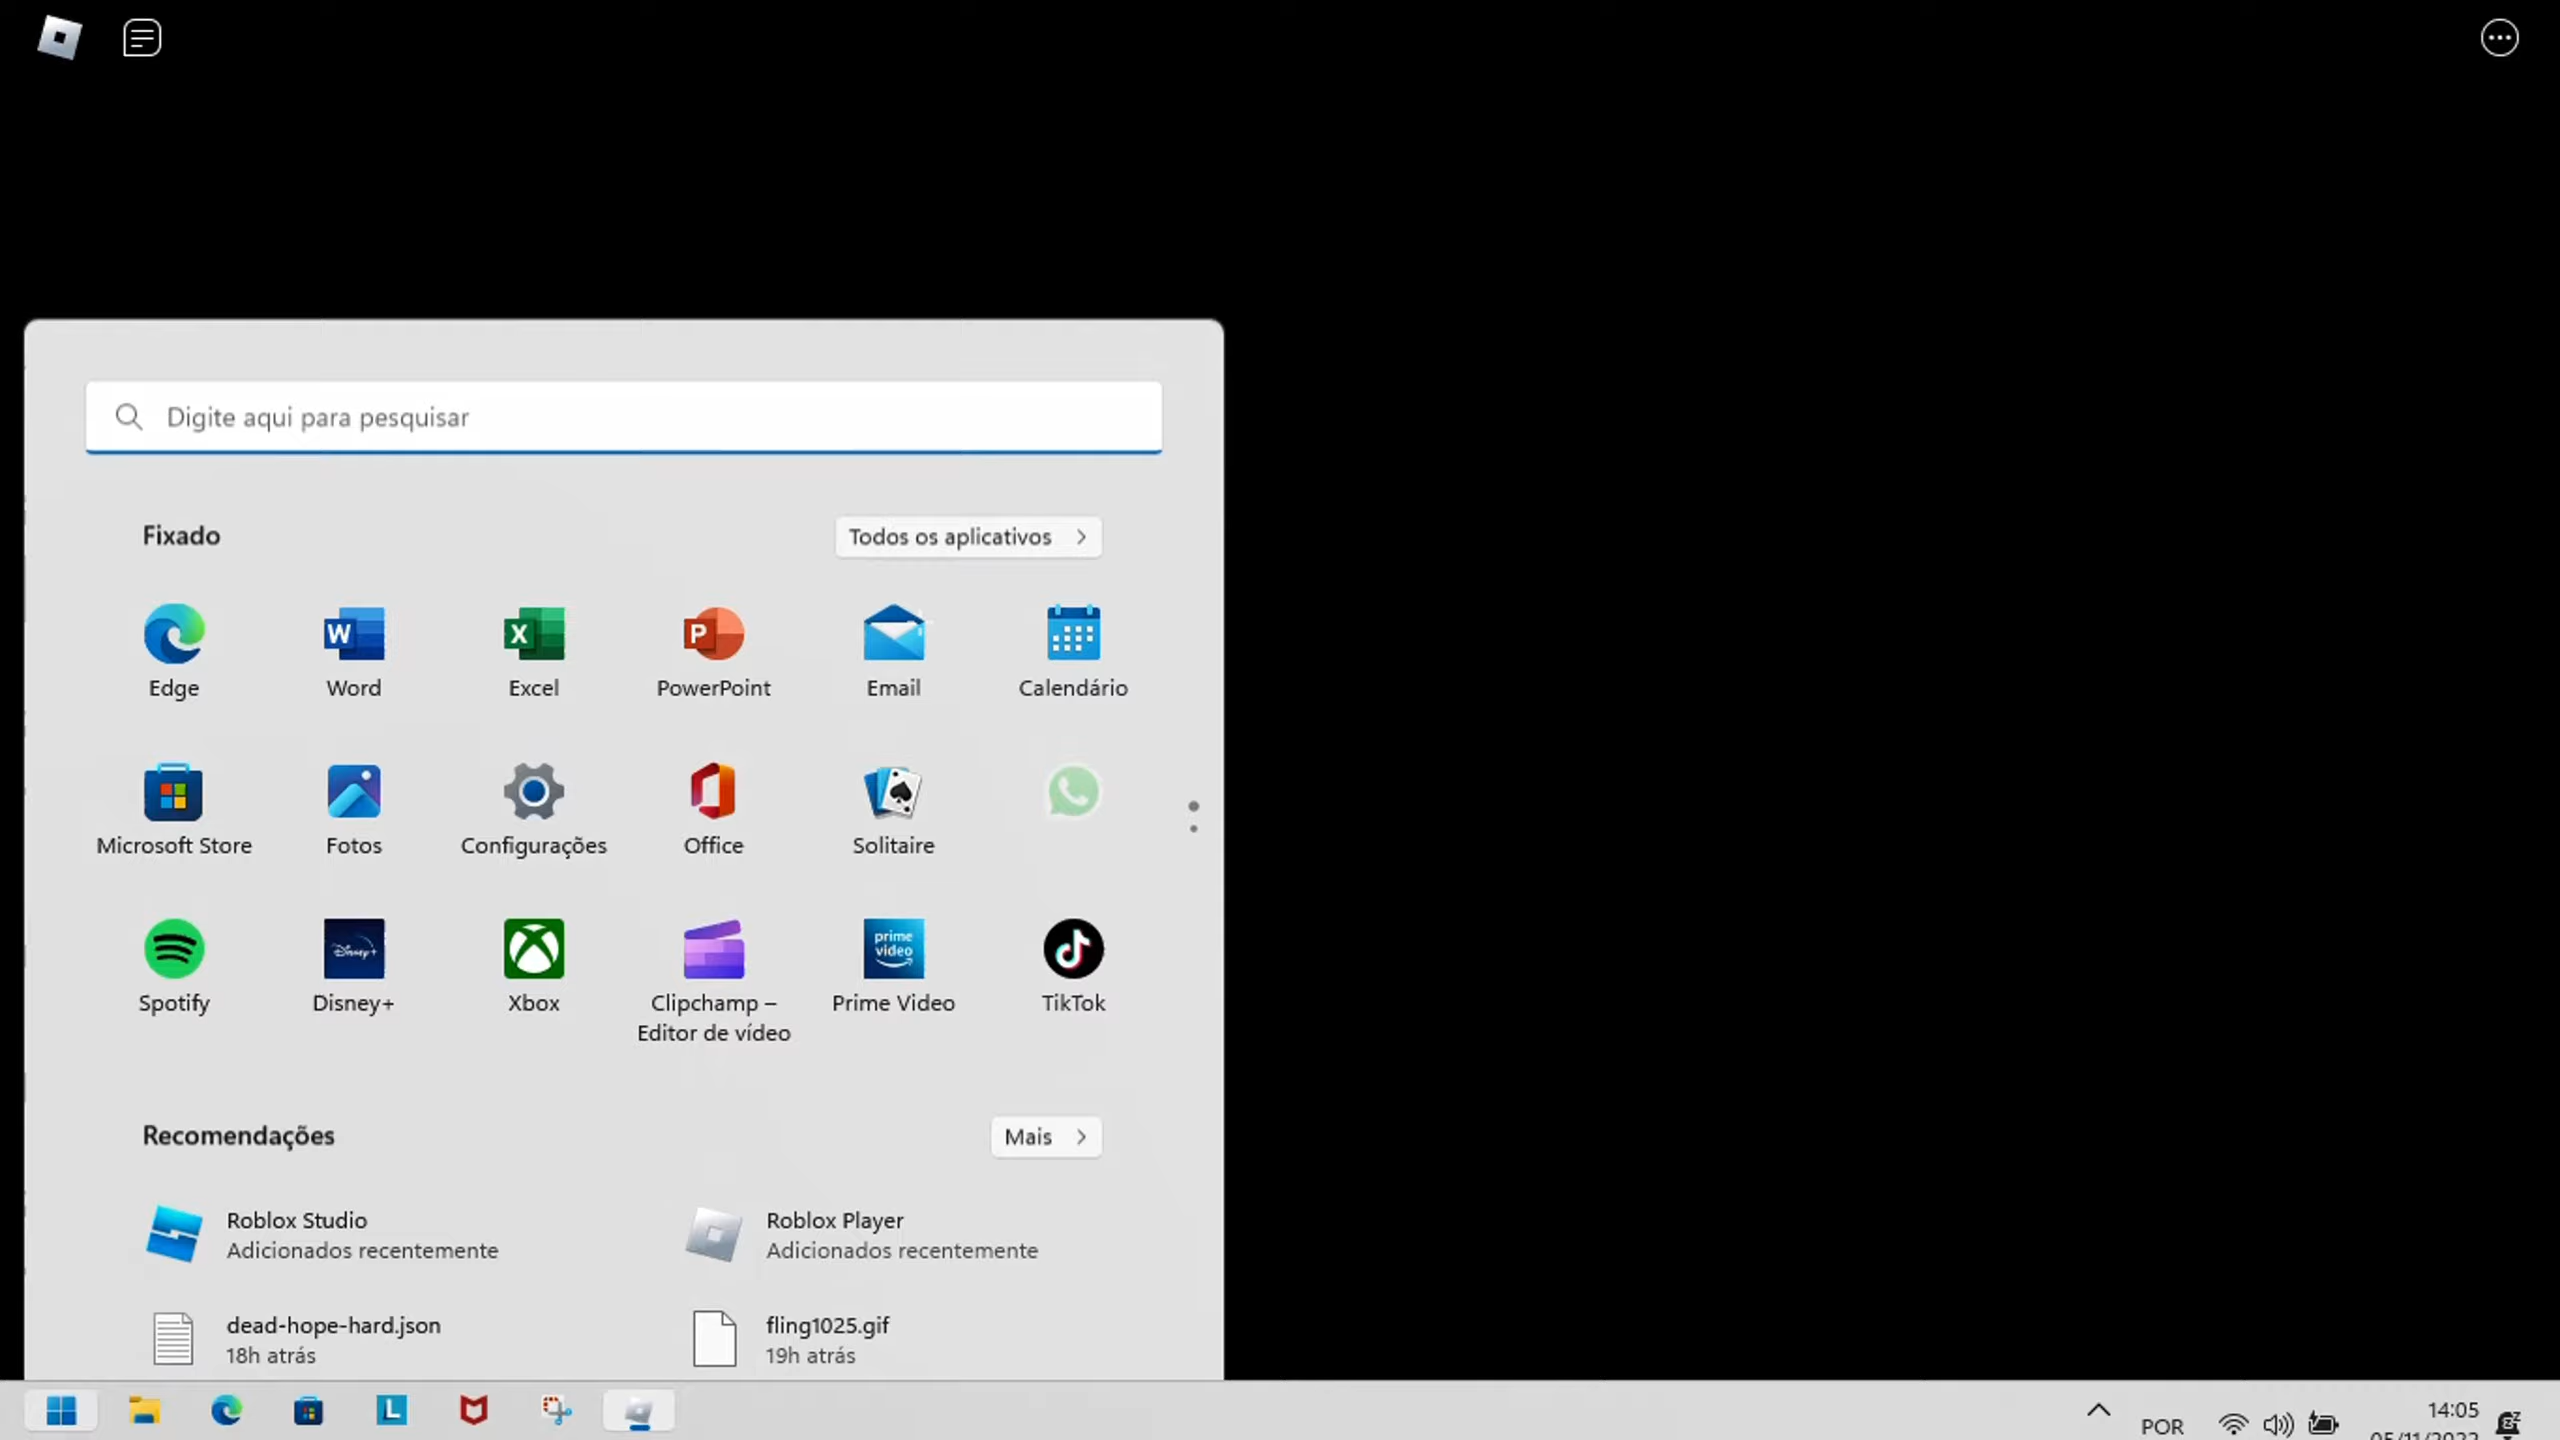 Digite aqui para pesquisar
Fixado
Todos os aplicativos
Edge
Word
Excel
PowerPoint
Email
Calendário
Microsoft Store
Fotos
Configurações
Office
Solitaire
Spotify
Disney+
Xbox
Clipchamp –
Editor de vídeo
prime
video
Prime Video
TikTok
Recomendações
Mais
Roblox Studio
Adicionados recentemente
Roblox Player
Adicionados recentemente
dead-hope-hard.json
18h atrás
fling1025.gif
19h atrás
14:05
POR